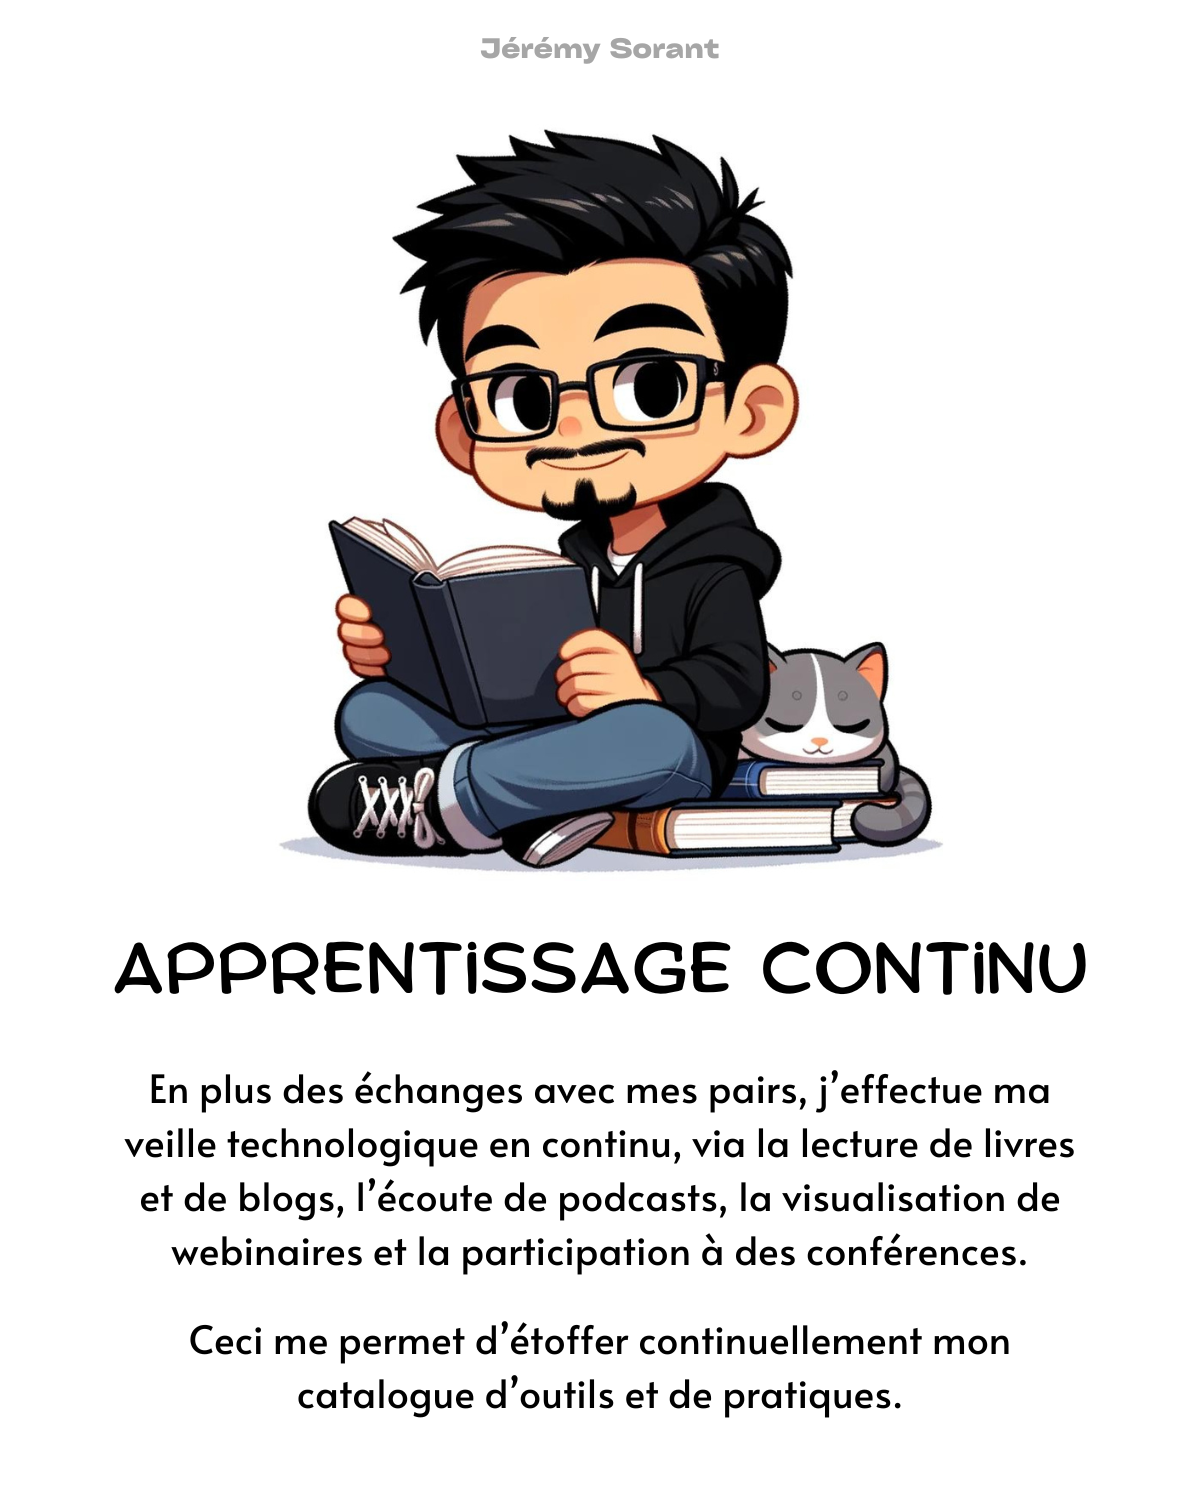 Jérémy Sorant
APPRENTiSSAGE CONTiNU
En plus des échanges avec mes pairs, j’effectue ma
veille technologique en continu, via la lecture de livres
et de blogs, l’écoute de podcasts, la visualisation de
webinaires et la participation à des conférences.
Ceci me permet d’étoffer continuellement mon
catalogue d’outils et de pratiques.